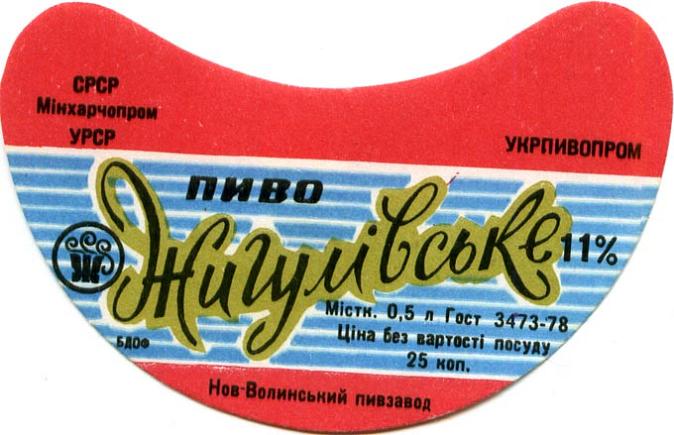 СРСР
Мінхарчопром
УРСР
УКРПИВОПРОМ
ПИВО
Жигулівське 11%
Ж
Містк. 0,5 л Гост 3473-78
Ціна без вартості посуду
25 коп.
БДОФ
Нов-Волинський пивзавод